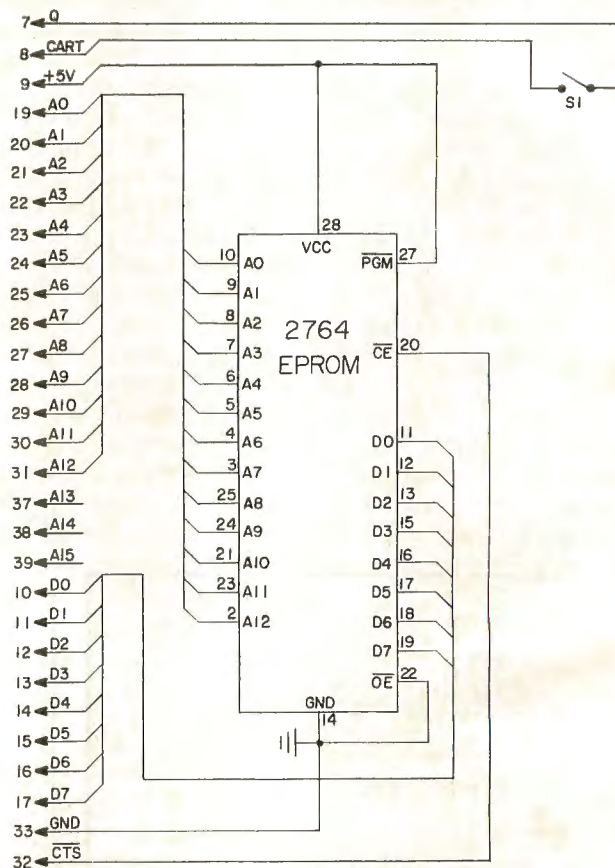 7 Q
8 CART
9 +5V
19 A0
20 A1
21 A2
22 A3
23 A4
24 A5
25 A6
26 A7
27 A8
28 A9
29 A10
30 A11
31 A12
37 A13
38 A14
39 A15
10 D0
11 D1
12 D2
13 D3
14 D4
15 D5
16 D6
17 D7
33 GND
32 CTS
S1
28
VCC
2764
EPROM
10 A0
9 A1
8 A2
7 A3
6 A4
5 A5
4 A6
3 A7
25 A8
24 A9
21 A10
23 A11
2 A12
PGM 27
CE 20
D0 11
D1 12
D2 13
D3 15
D4 16
D5 17
D6 18
D7 19
OE 22
GND
14